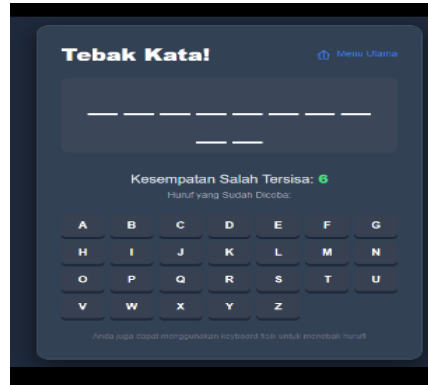 Tebak Kata!
Menu Utama
Kesempatan Salah Tersisa: 6
Huruf yang Sudah Dicoba:
A B C D E F G
H I J K L M N
O P Q R S T U
V W X Y Z
Anda juga dapat menggunakan keyboard fisik untuk menebak huruf!